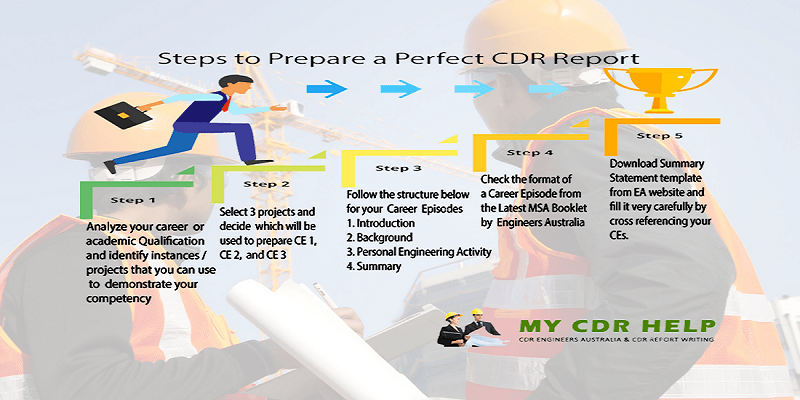 Steps to Prepare a Perfect CDR Report
Step 1
Analyze your career or
academic Qualification
and identify instances /
projects that you can use
to demonstrate your
competency
Step 2
Select 3 projects and
decide which will be
used to prepare CE 1,
CE 2, and CE 3
Step 3
Follow the structure below
for your Career Episodes
1. Introduction
2. Background
3. Personal Engineering Activity
4. Summary
Step 4
Check the format of
a Career Episode from
the Latest MSA Booklet
by Engineers Australia
Step 5
Download Summary
Statement template
from EA website and
fill it very carefully by
cross referencing your
CEs.
MY CDR HELP
CDR ENGINEERS AUSTRALIA & CDR REPORT WRITING